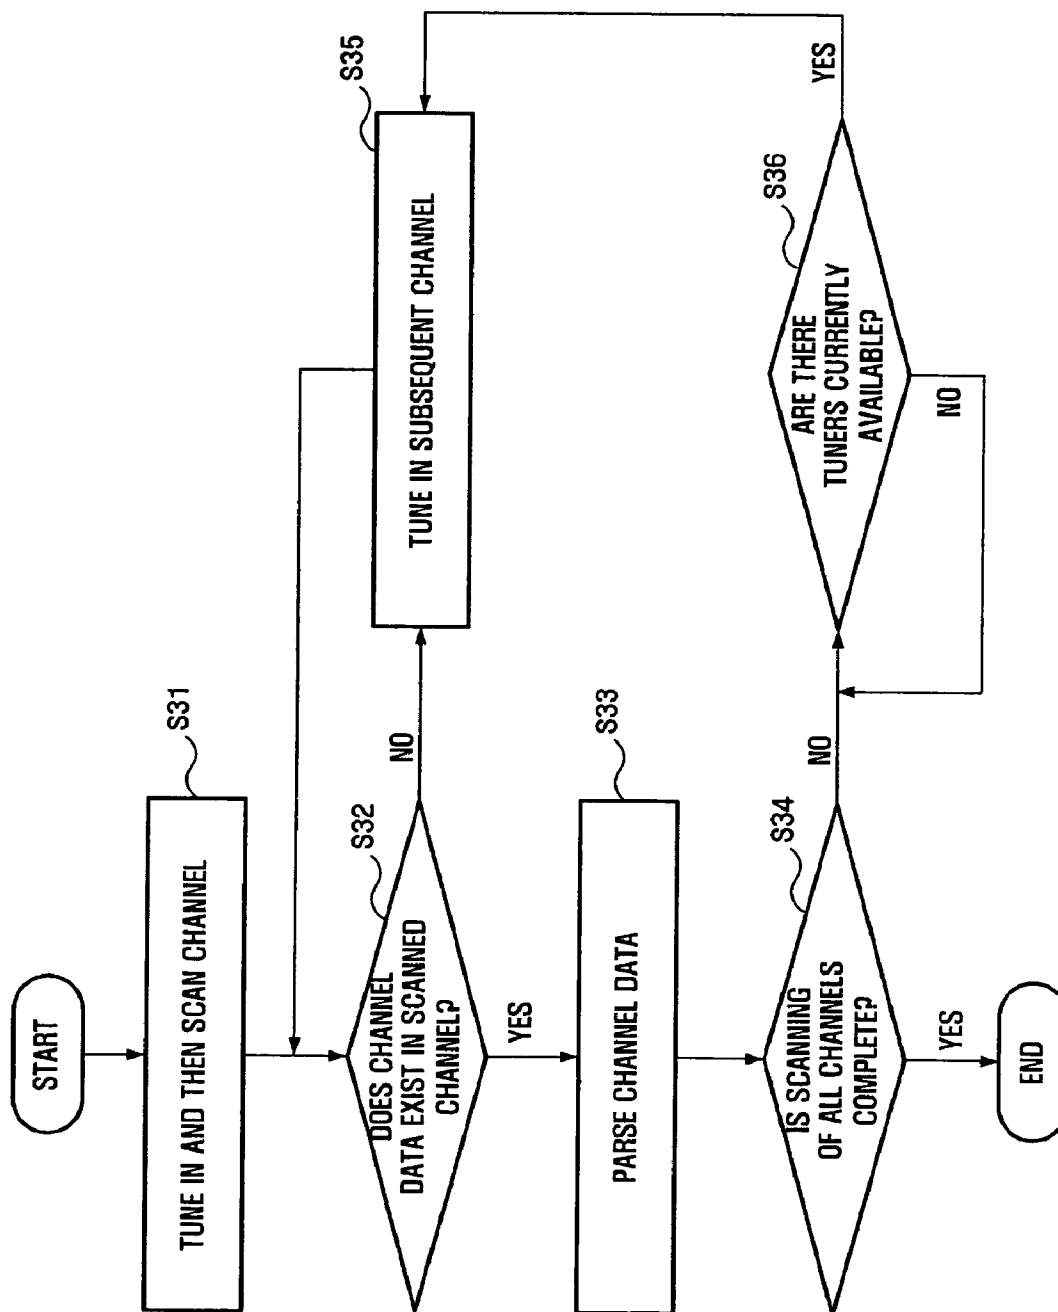 START
TUNE IN AND THEN SCAN CHANNEL
S31
DOES CHANNEL
DATA EXIST IN SCANNED
CHANNEL?
S32
NO
YES
TUNE IN SUBSEQUENT CHANNEL
S35
PARSE CHANNEL DATA
S33
IS SCANNING
OF ALL CHANNELS
COMPLETE?
S34
NO
YES
ARE THERE
TUNERS CURRENTLY
AVAILABLE?
S36
YES
NO
END